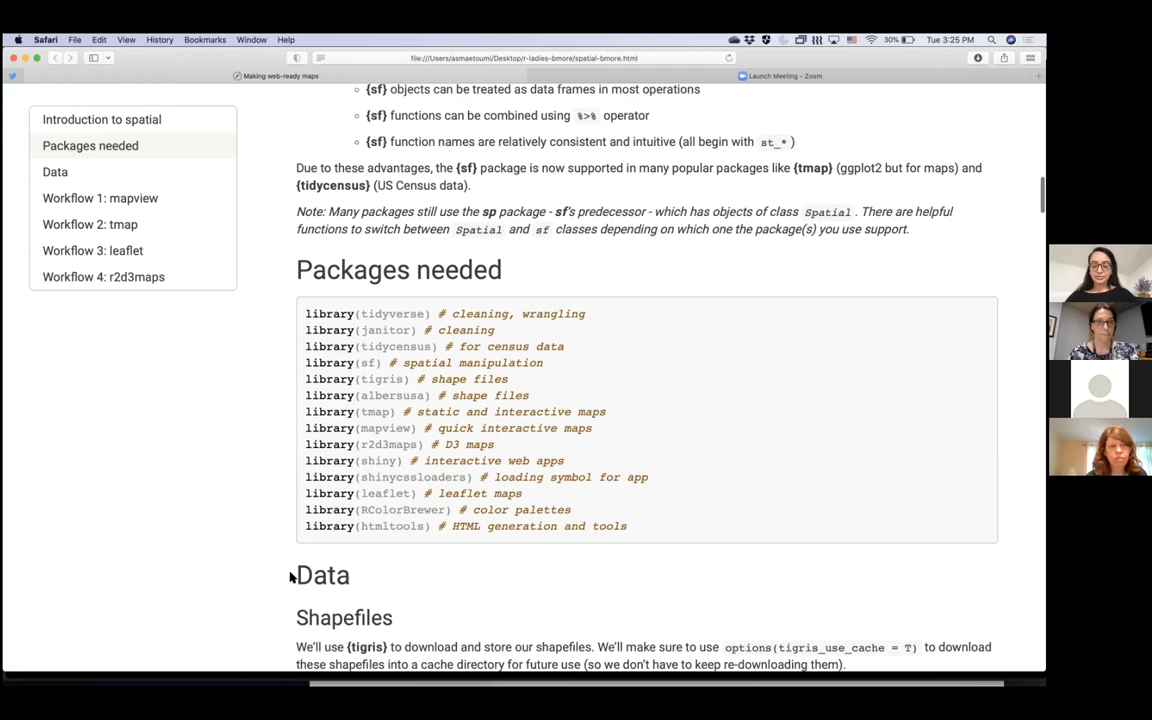 Safari File Edit View History Bookmarks Window Help 30% Tue 3:25 PM
file:///Users/asmaetoumi/Desktop/r-ladies-bmore/spatial-bmore.html
Making web-ready maps Launch Meeting - Zoom
Introduction to spatial
Packages needed
Data
Workflow 1: mapview
Workflow 2: tmap
Workflow 3: leaflet
Workflow 4: r2d3maps
{sf} objects can be treated as data frames in most operations
{sf} functions can be combined using %>% operator
{sf} function names are relatively consistent and intuitive (all begin with st_*)
Due to these advantages, the {sf} package is now supported in many popular packages like {tmap} (ggplot2 but for maps) and
{tidycensus} (US Census data).
Note: Many packages still use the sp package - sf's predecessor - which has objects of class Spatial. There are helpful
functions to switch between Spatial and sf classes depending on which one the package(s) you use support.
Packages needed
library(tidyverse) # cleaning, wrangling
library(janitor) # cleaning
library(tidycensus) # for census data
library(sf) # spatial manipulation
library(tigris) # shape files
library(albersusa) # shape files
library(tmap) # static and interactive maps
library(mapview) # quick interactive maps
library(r2d3maps) # D3 maps
library(shiny) # interactive web apps
library(shinycssloaders) # loading symbol for app
library(leaflet) # leaflet maps
library(RColorBrewer) # color palettes
library(htmltools) # HTML generation and tools
Data
Shapefiles
We'll use {tigris} to download and store our shapefiles. We'll make sure to use options(tigris_use_cache = T) to download
these shapefiles into a cache directory for future use (so we don't have to keep re-downloading them).